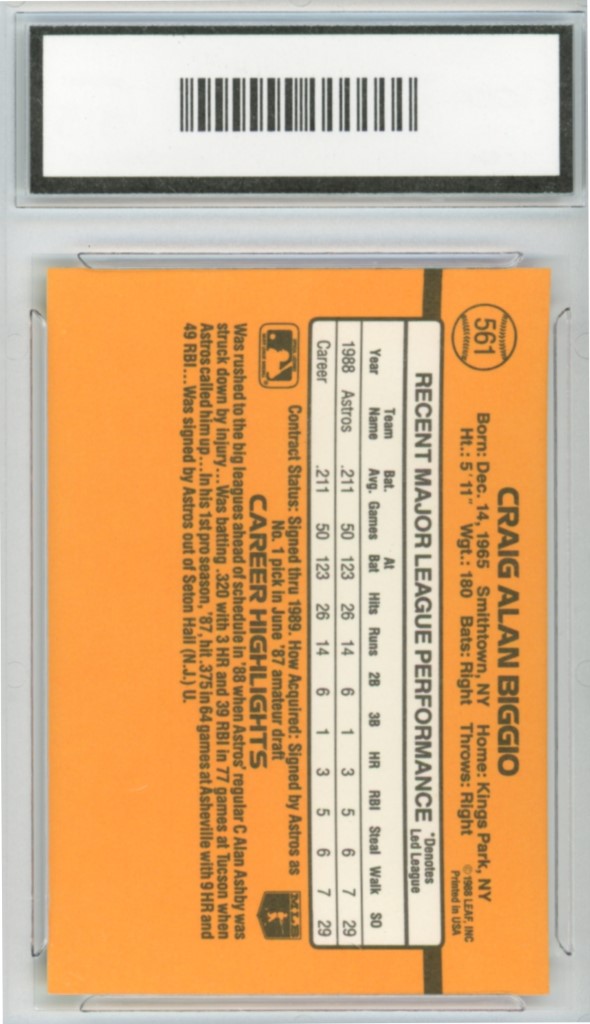 561
CRAIG ALAN BIGGIO
Born: Dec. 14, 1965 Smithtown, NY Home: Kings Park, NY
Ht.: 5'11" Wgt.: 180 Bats: Right Throws: Right
©1988 LEAF, INC
Printed in USA
RECENT MAJOR LEAGUE PERFORMANCE *Denotes Led League
Year Team Name Bat. Avg. Games At Bat Hits Runs 2B 3B HR RBI Steal Walk SO
1988 Astros .211 50 123 26 14 6 1 3 5 6 7 29
Career .211 50 123 26 14 6 1 3 5 6 7 29
Contract Status: Signed thru 1989. How Acquired: Signed by Astros as
No. 1 pick in June '87 amateur draft
CAREER HIGHLIGHTS
Was rushed to the big leagues ahead of schedule in '88 when Astros' regular C Alan Ashby was
struck down by injury...Was batting .320 with 3 HR and 39 RBI in 77 games at Tucson when
Astros called him up...In his 1st pro season, '87, hit .375 in 64 games at Asheville with 9 HR and
49 RBI...Was signed by Astros out of Seton Hall (N.J.) U.